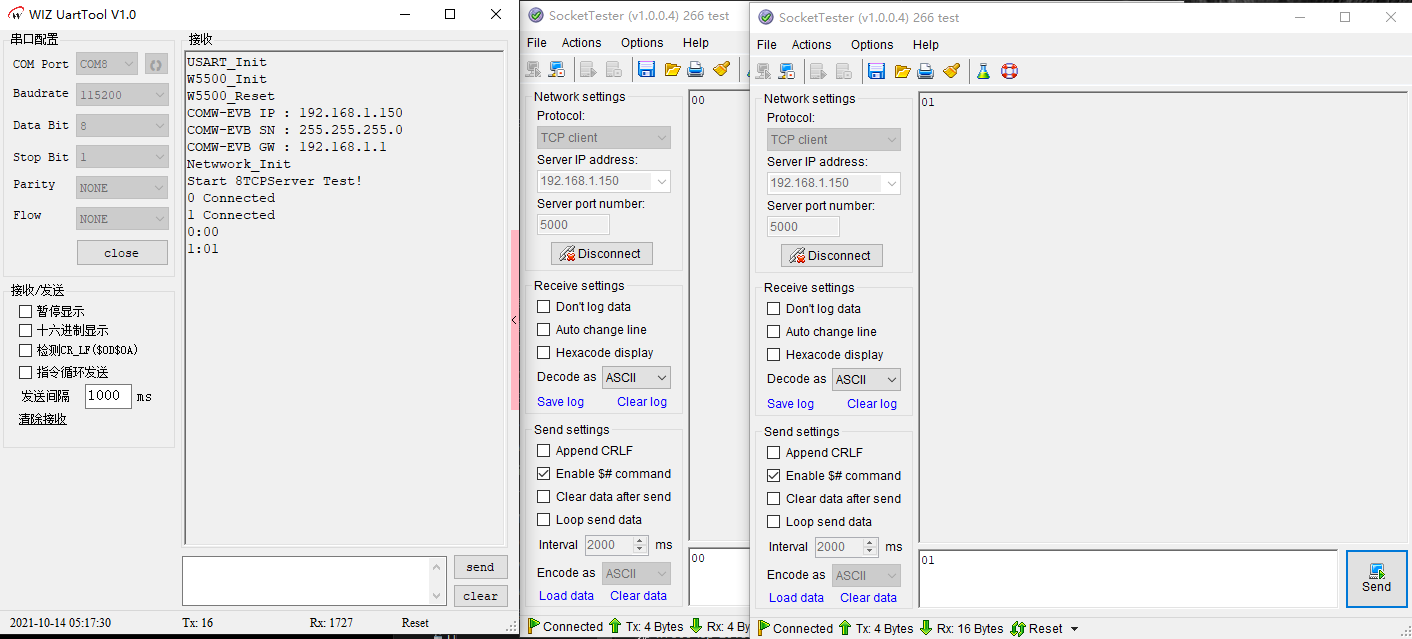 WIZ UartTool V1.0
串口配置
COM Port COM8
Baudrate 115200
Data Bit 8
Stop Bit 1
Parity NONE
Flow NONE
close
接收/发送
暂停显示
十六进制显示
检测CR_LF($0D$0A)
指令循环发送
发送间隔 1000 ms
清除接收
接收
USART_Init
W5500_Init
W5500_Reset
COMW-EVB IP : 192.168.1.150
COMW-EVB SN : 255.255.255.0
COMW-EVB GW : 192.168.1.1
Netwwork_Init
Start 8TCPServer Test!
0 Connected
1 Connected
0:00
1:01
send
clear
2021-10-14 05:17:30 Tx: 16 Rx: 1727 Reset
SocketTester (v1.0.0.4) 266 test
File Actions Options Help
Network settings
Protocol:
TCP client
Server IP address:
192.168.1.150
Server port number:
5000
Disconnect
Receive settings
Don't log data
Auto change line
Hexacode display
Decode as ASCII
Save log Clear log
Send settings
Append CRLF
Enable $# command
Clear data after send
Loop send data
Interval 2000 ms
Encode as ASCII
Load data Clear data
00
00
Connected Tx: 4 Bytes Rx: 4 By
SocketTester (v1.0.0.4) 266 test
File Actions Options Help
Network settings
Protocol:
TCP client
Server IP address:
192.168.1.150
Server port number:
5000
Disconnect
Receive settings
Don't log data
Auto change line
Hexacode display
Decode as ASCII
Save log Clear log
Send settings
Append CRLF
Enable $# command
Clear data after send
Loop send data
Interval 2000 ms
Encode as ASCII
Load data Clear data
01
01
Send
Connected Tx: 4 Bytes Rx: 16 Bytes Reset